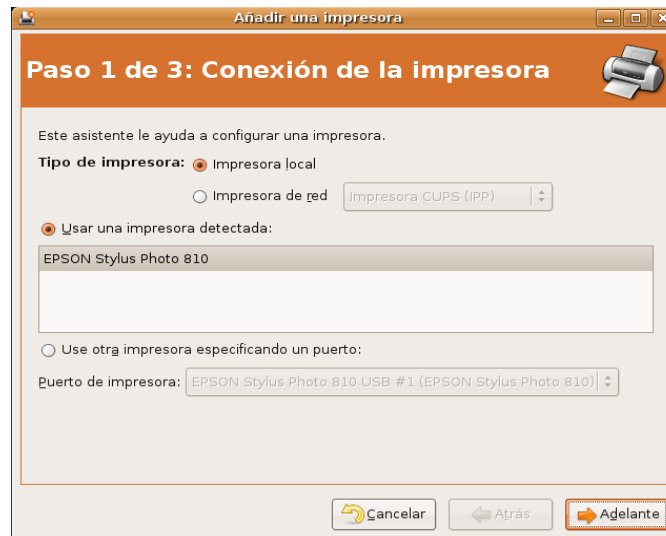 Añadir una impresora
Paso 1 de 3: Conexión de la impresora
Este asistente le ayuda a configurar una impresora.
Tipo de impresora: Impresora local
Impresora de red Impresora CUPS (IPP)
Usar una impresora detectada:
EPSON Stylus Photo 810
Use otra impresora especificando un puerto:
Puerto de impresora: EPSON Stylus Photo 810 USB #1 (EPSON Stylus Photo 810)
Cancelar Atrás Adelante